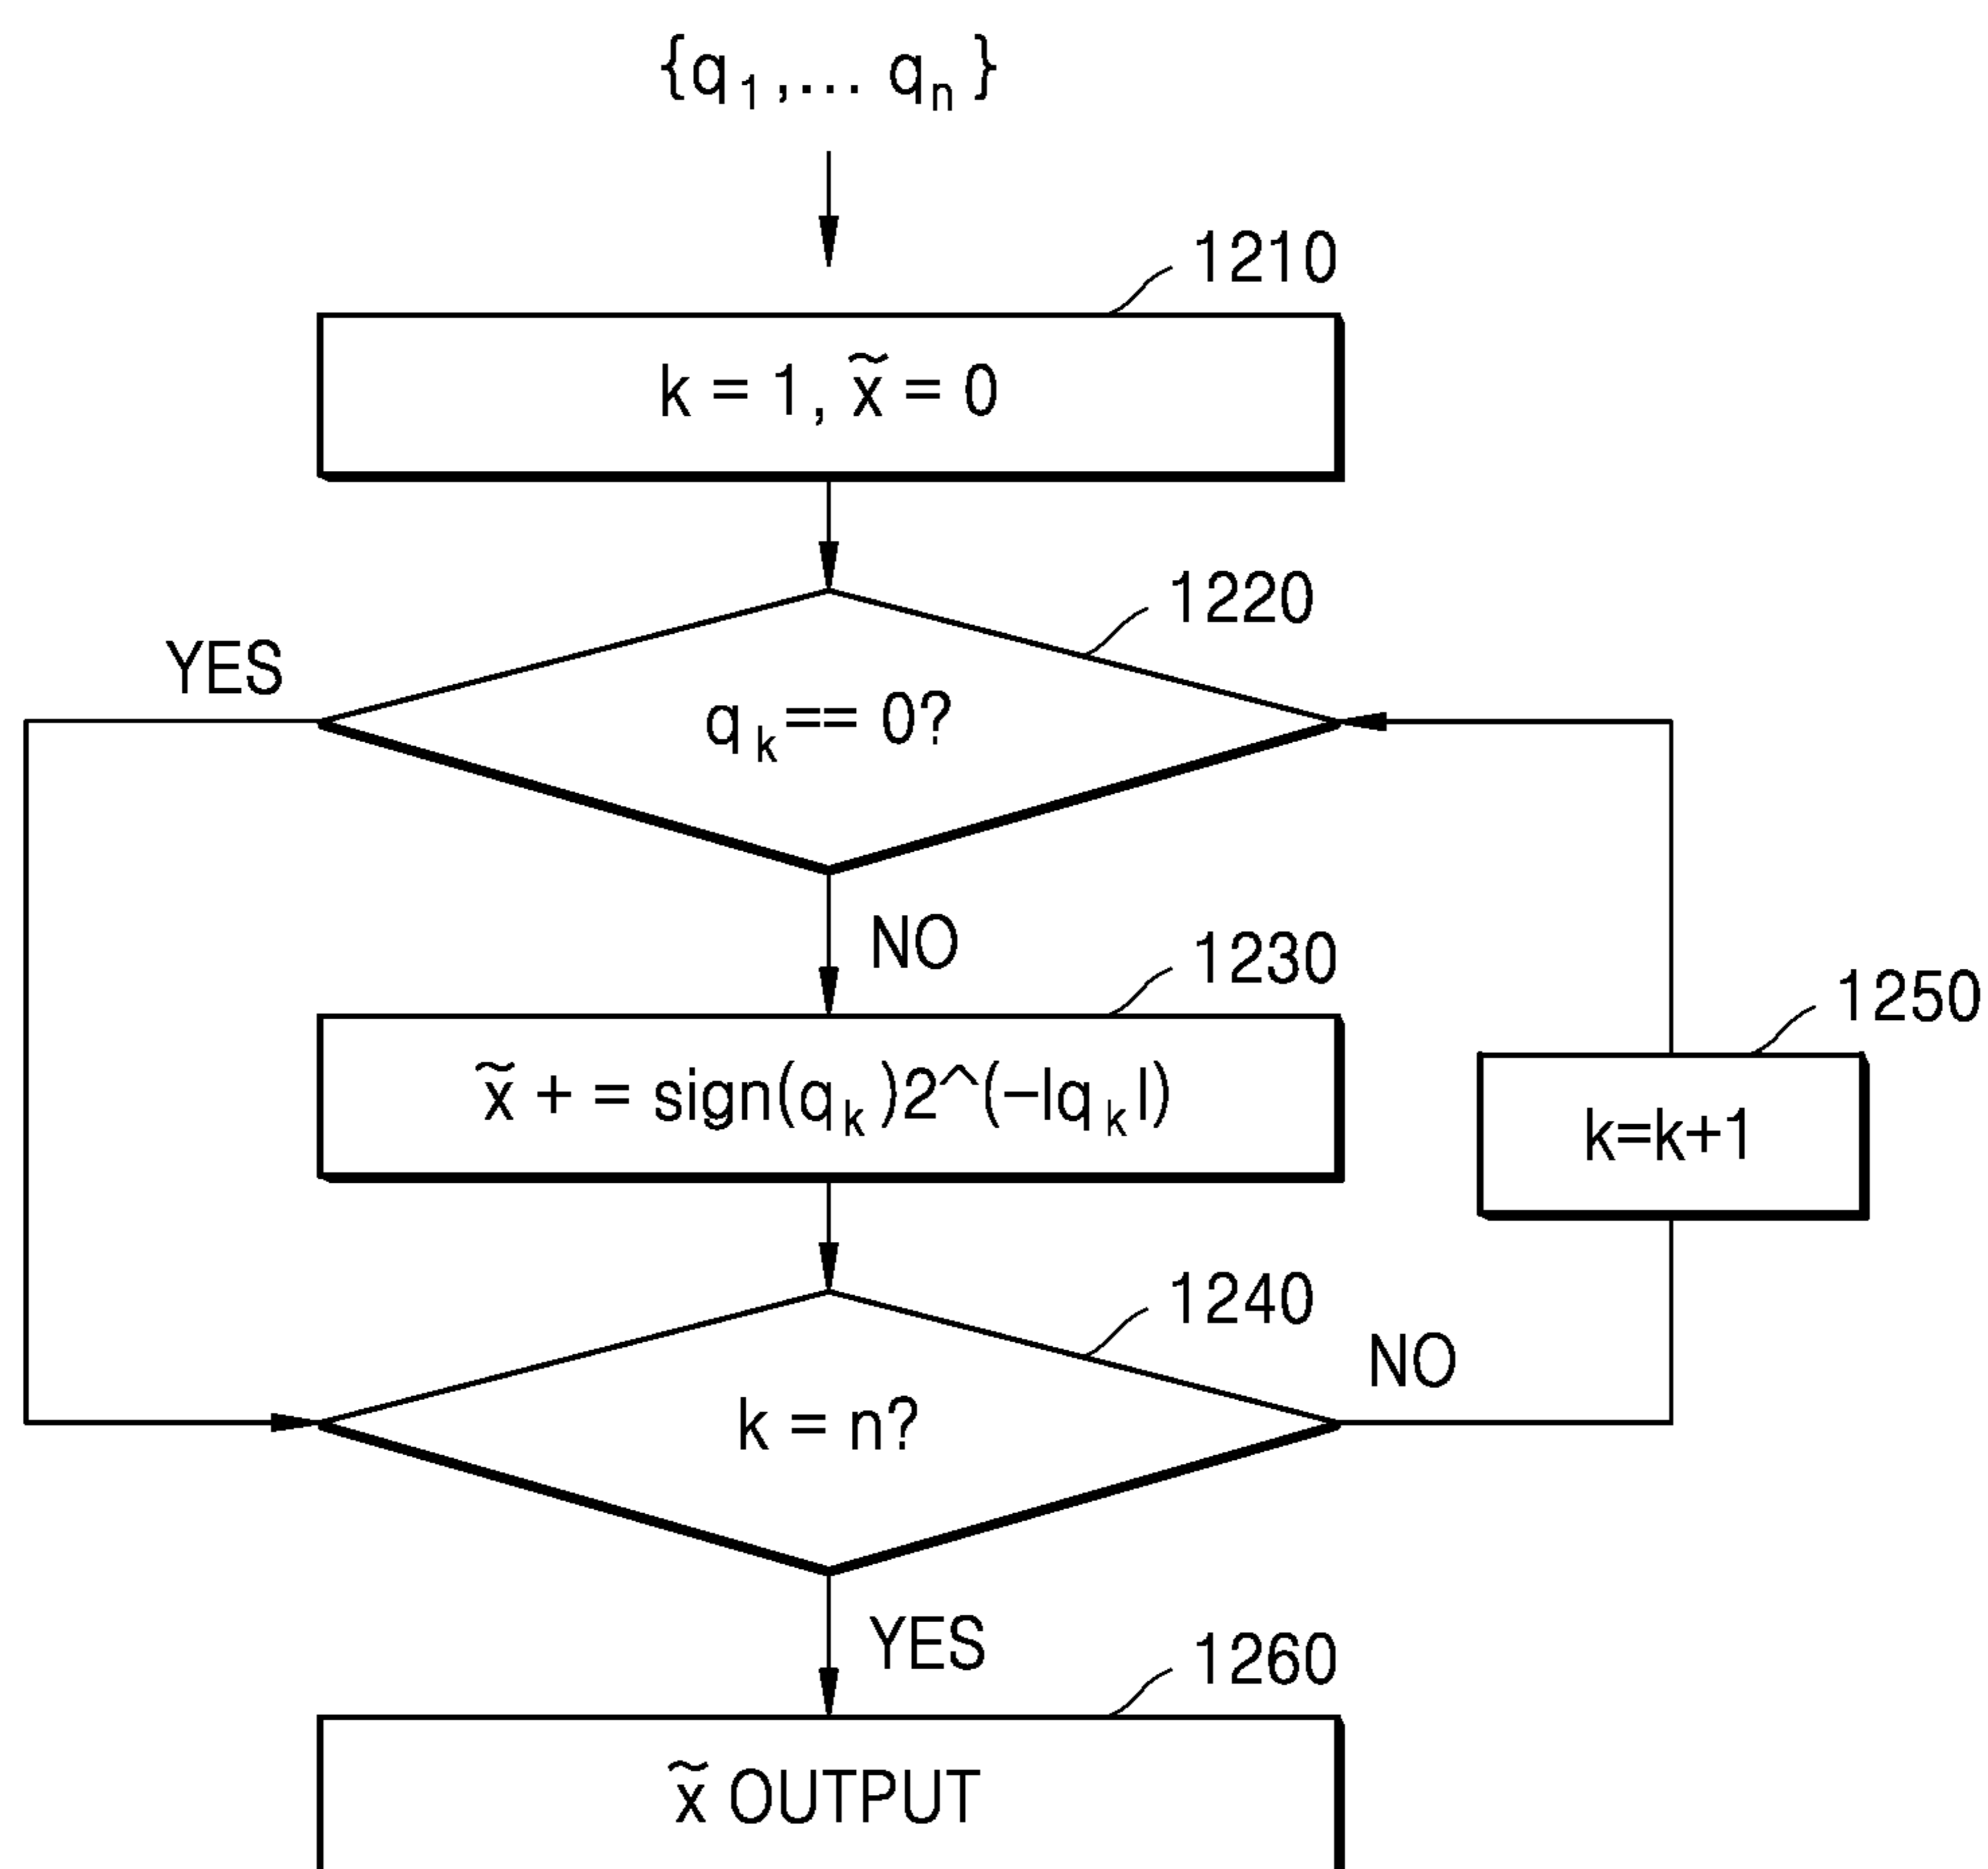 {q1,... qn}
1210
k = 1, x̃ = 0
1220
YES
qk== 0?
NO
1230
x̃ + = sign(qk)2^(-|qk|)
1250
k=k+1
1240
NO
k = n?
YES
1260
x̃ OUTPUT